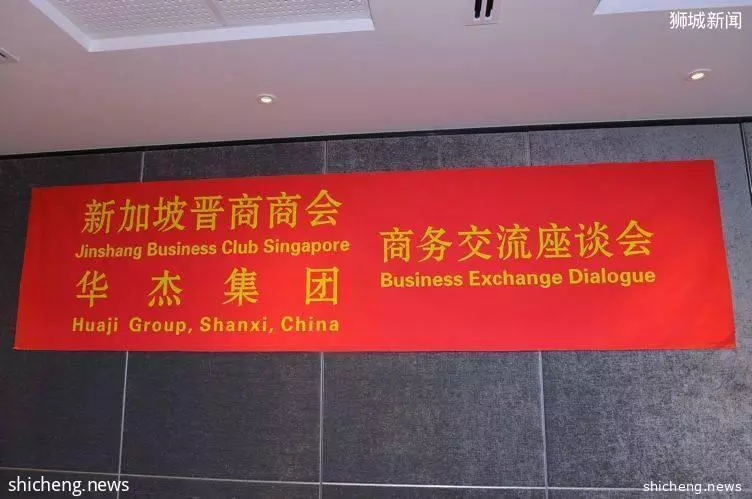 狮城新闻
新加坡晋商商会
Jinshang Business Club Singapore
华杰集团
Huaji Group, Shanxi, China
商务交流座谈会
Business Exchange Dialogue
shicheng.news
shicheng.news